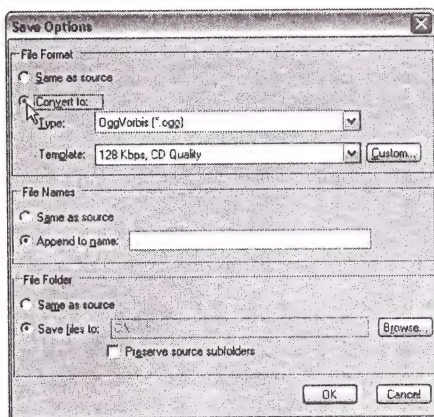 Save Options
File Format
Same as source
Convert to:
Type: OggVorbis (*.ogg)
Template: 128 Kbps, CD Quality Custom...
File Names
Same as source
Append to name:
File Folder
Same as source
Save files to: C:\
Browse...
Preserve source subfolders
OK Cancel